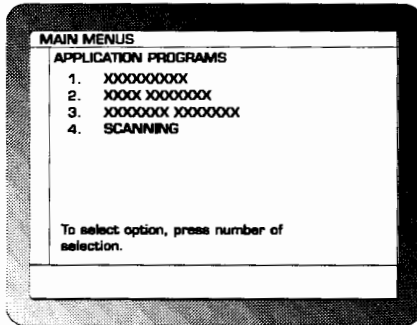 MAIN MENUS
APPLICATION PROGRAMS
1. XXXXXXXXX
2. XXXX XXXXXXX
3. XXXXXXX XXXXXXX
4. SCANNING
To select option, press number of
selection.